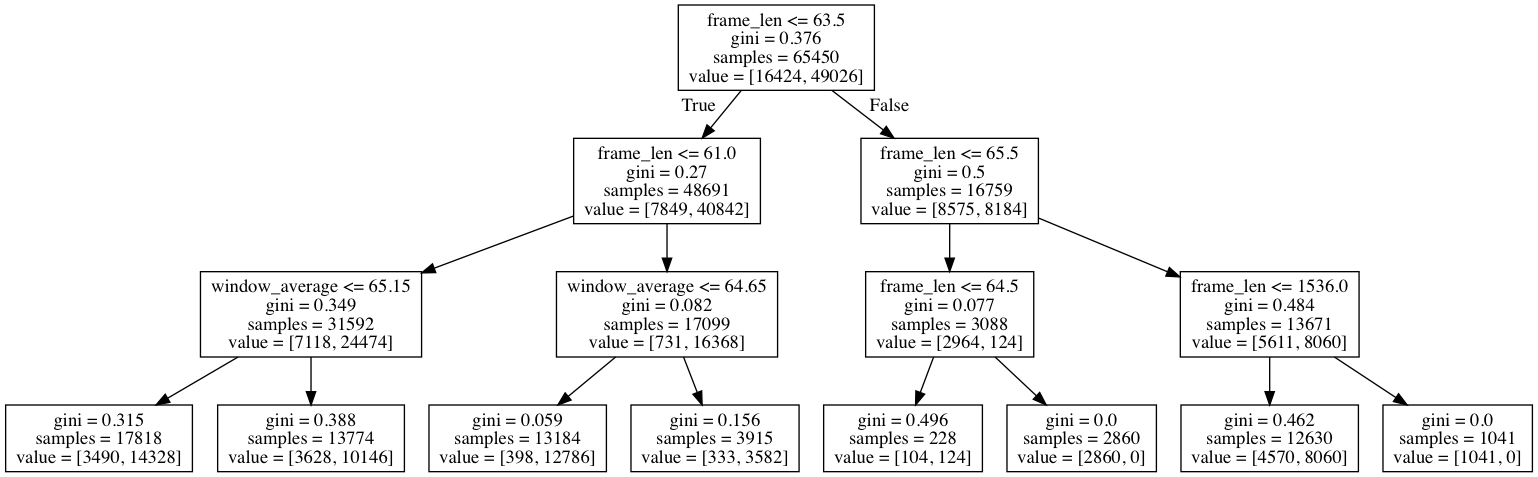 frame_len <= 63.5
gini = 0.376
samples = 65450
value = [16424, 49026]
True
False
frame_len <= 61.0
gini = 0.27
samples = 48691
value = [7849, 40842]
frame_len <= 65.5
gini = 0.5
samples = 16759
value = [8575, 8184]
window_average <= 65.15
gini = 0.349
samples = 31592
value = [7118, 24474]
window_average <= 64.65
gini = 0.082
samples = 17099
value = [731, 16368]
frame_len <= 64.5
gini = 0.077
samples = 3088
value = [2964, 124]
frame_len <= 1536.0
gini = 0.484
samples = 13671
value = [5611, 8060]
gini = 0.315
samples = 17818
value = [3490, 14328]
gini = 0.388
samples = 13774
value = [3628, 10146]
gini = 0.059
samples = 13184
value = [398, 12786]
gini = 0.156
samples = 3915
value = [333, 3582]
gini = 0.496
samples = 228
value = [104, 124]
gini = 0.0
samples = 2860
value = [2860, 0]
gini = 0.462
samples = 12630
value = [4570, 8060]
gini = 0.0
samples = 1041
value = [1041, 0]